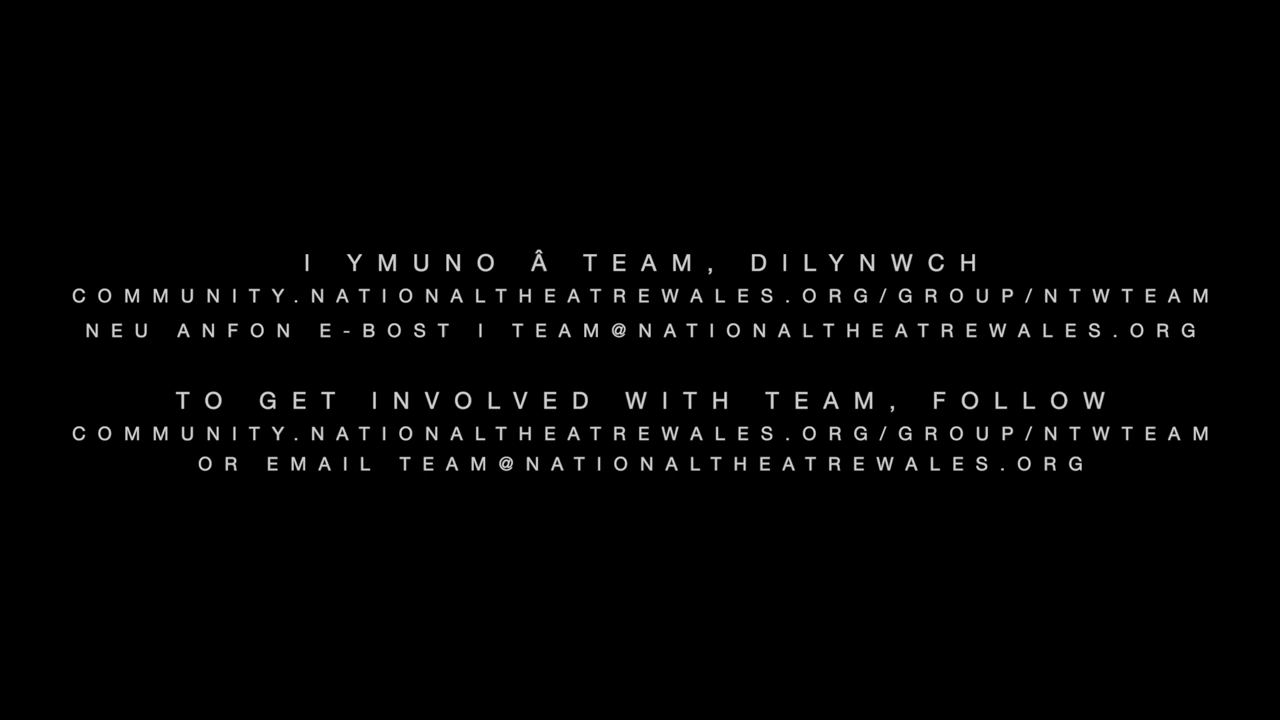 I YMUNO Â TEAM, DILYNWCH
COMMUNITY.NATIONALTHEATREWALES.ORG/GROUP/NTWTEAM
NEU ANFON E-BOST I TEAM@NATIONALTHEATREWALES.ORG
TO GET INVOLVED WITH TEAM, FOLLOW
COMMUNITY.NATIONALTHEATREWALES.ORG/GROUP/NTWTEAM
OR EMAIL TEAM@NATIONALTHEATREWALES.ORG